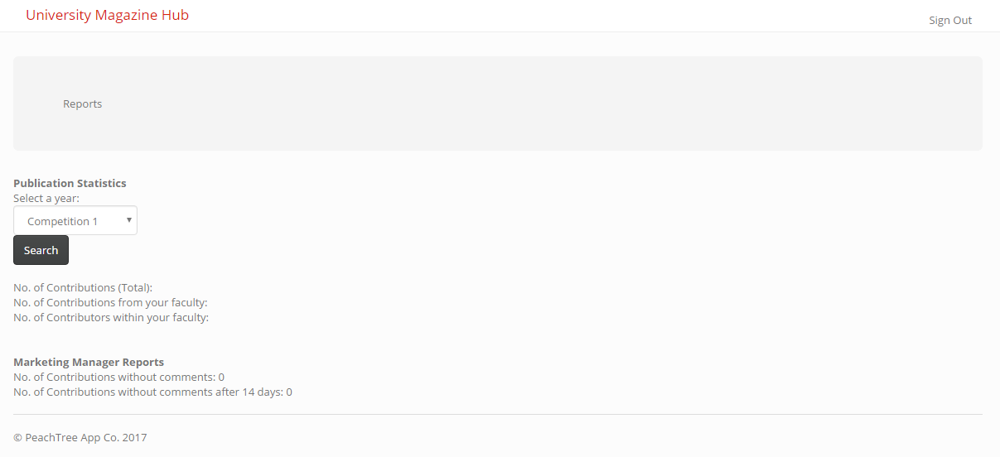 University Magazine Hub
Sign Out
Reports
Publication Statistics
Select a year:
Competition 1
Search
No. of Contributions (Total):
No. of Contributions from your faculty:
No. of Contributors within your faculty:
Marketing Manager Reports
No. of Contributions without comments: 0
No. of Contributions without comments after 14 days: 0
© PeachTree App Co. 2017